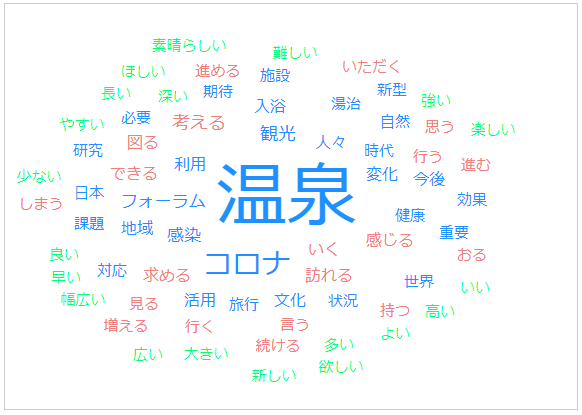 素晴らしい
難しい
ほしい 進める 施設 いただく
長い 深い 期待 入浴 湯治 新型 強い
やすい 必要 図る 考える 観光 人々 自然 思う 楽しい
研究 できる 利用 時代 行う 進む
少ない 日本 フォーラム 温泉 変化 今後 効果
しまう 課題 地域 感染 健康 重要
良い 対応 求める コロナ いく 訪れる 感じる おる
早い 世界 いい
幅広い 見る 活用 旅行 文化 状況 持つ 高い
増える 行く 言う よい
広い 大きい 続ける 多い
新しい 欲しい